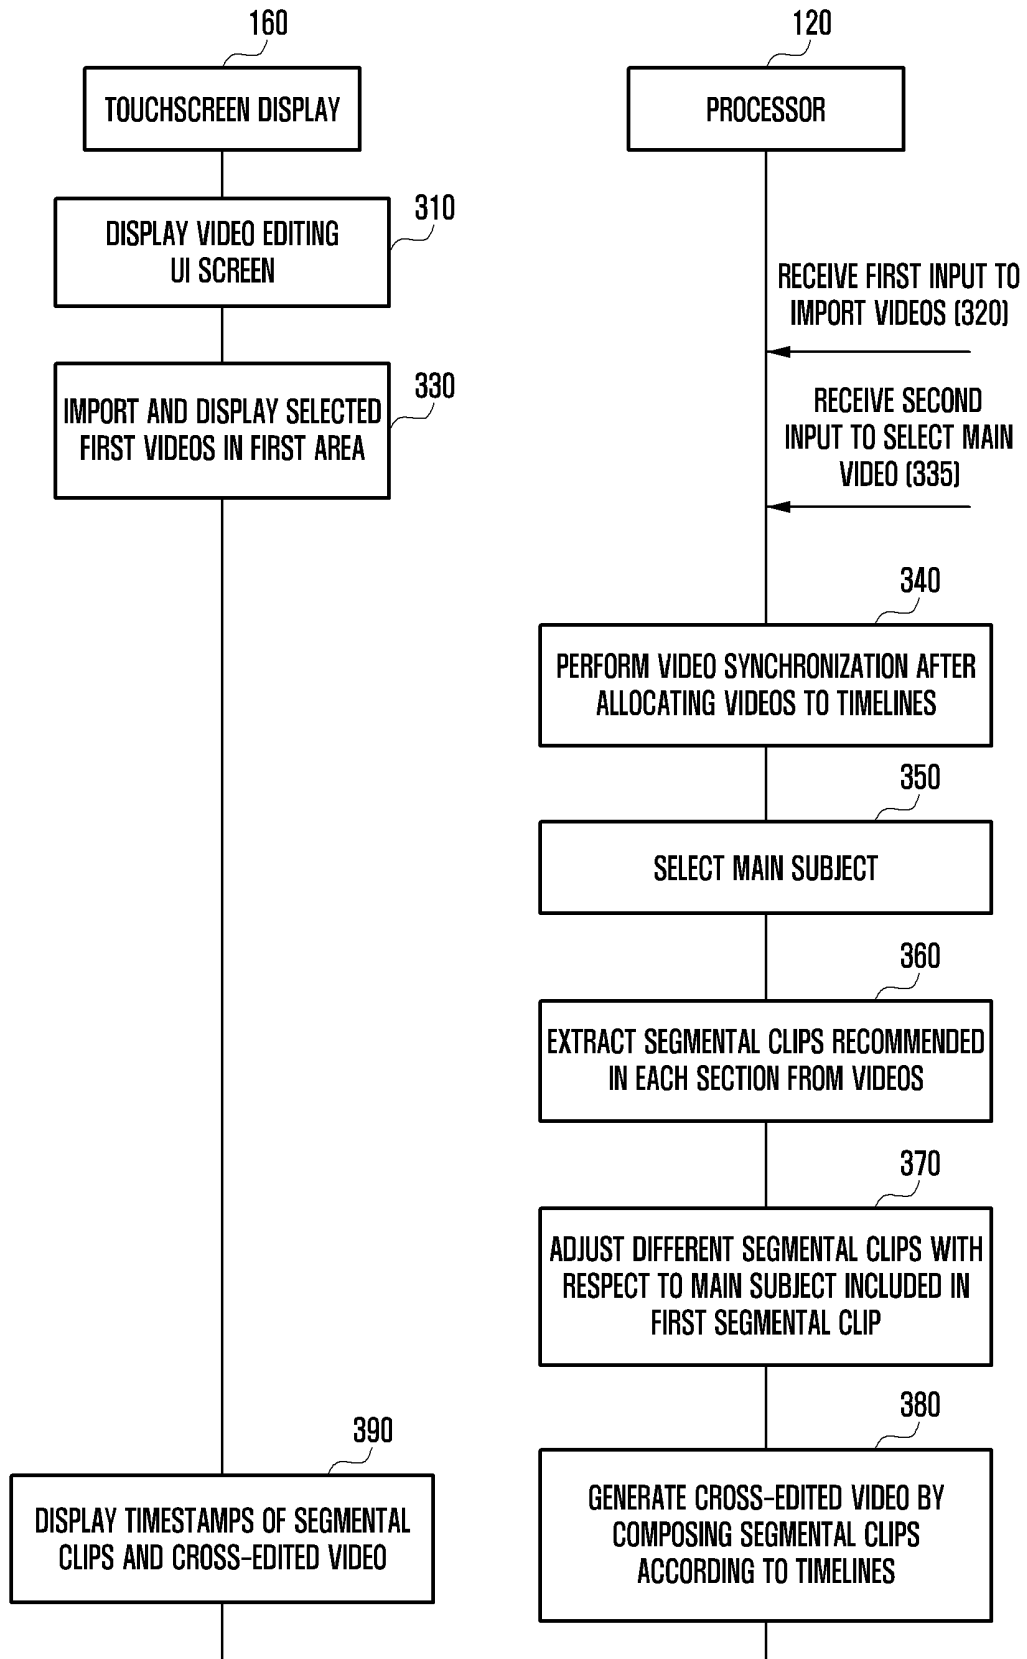 160
120
TOUCHSCREEN DISPLAY
PROCESSOR
310
DISPLAY VIDEO EDITING
UI SCREEN
RECEIVE FIRST INPUT TO
IMPORT VIDEOS (320)
330
IMPORT AND DISPLAY SELECTED
FIRST VIDEOS IN FIRST AREA
RECEIVE SECOND
INPUT TO SELECT MAIN
VIDEO (335)
340
PERFORM VIDEO SYNCHRONIZATION AFTER
ALLOCATING VIDEOS TO TIMELINES
350
SELECT MAIN SUBJECT
360
EXTRACT SEGMENTAL CLIPS RECOMMENDED
IN EACH SECTION FROM VIDEOS
370
ADJUST DIFFERENT SEGMENTAL CLIPS WITH
RESPECT TO MAIN SUBJECT INCLUDED IN
FIRST SEGMENTAL CLIP
380
GENERATE CROSS-EDITED VIDEO BY
COMPOSING SEGMENTAL CLIPS
ACCORDING TO TIMELINES
390
DISPLAY TIMESTAMPS OF SEGMENTAL
CLIPS AND CROSS-EDITED VIDEO